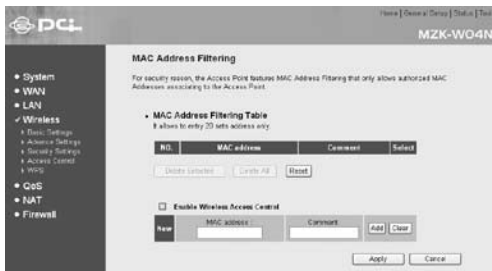 Home | General Setup | Status | Tool
PCi
MZK-W04N
System
WAN
LAN
Wireless
Basic Settings
Advance Settings
Security Settings
Access Control
WPS
QoS
NAT
Firewall
MAC Address Filtering
For security reason, the Access Point features MAC Address Filtering that only allows authorized MAC
Addresses associating to the Access Point.
MAC Address Filtering Table
It allows to entry 20 sets address only.
NO. MAC address Comment Select
Delete Selected Delete All Reset
Enable Wireless Access Control
New MAC address : Comment: Add Clear
Apply Cancel